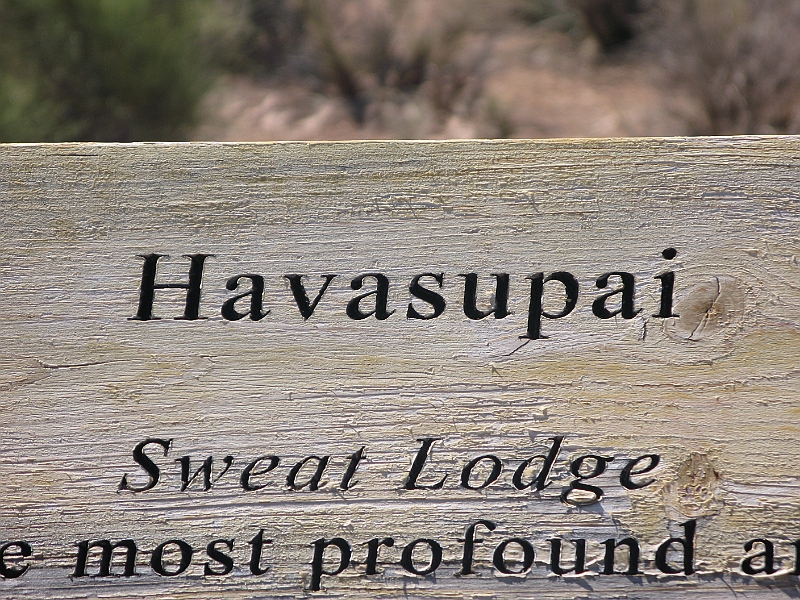 Havasupai
Sweat Lodge
e most profound a